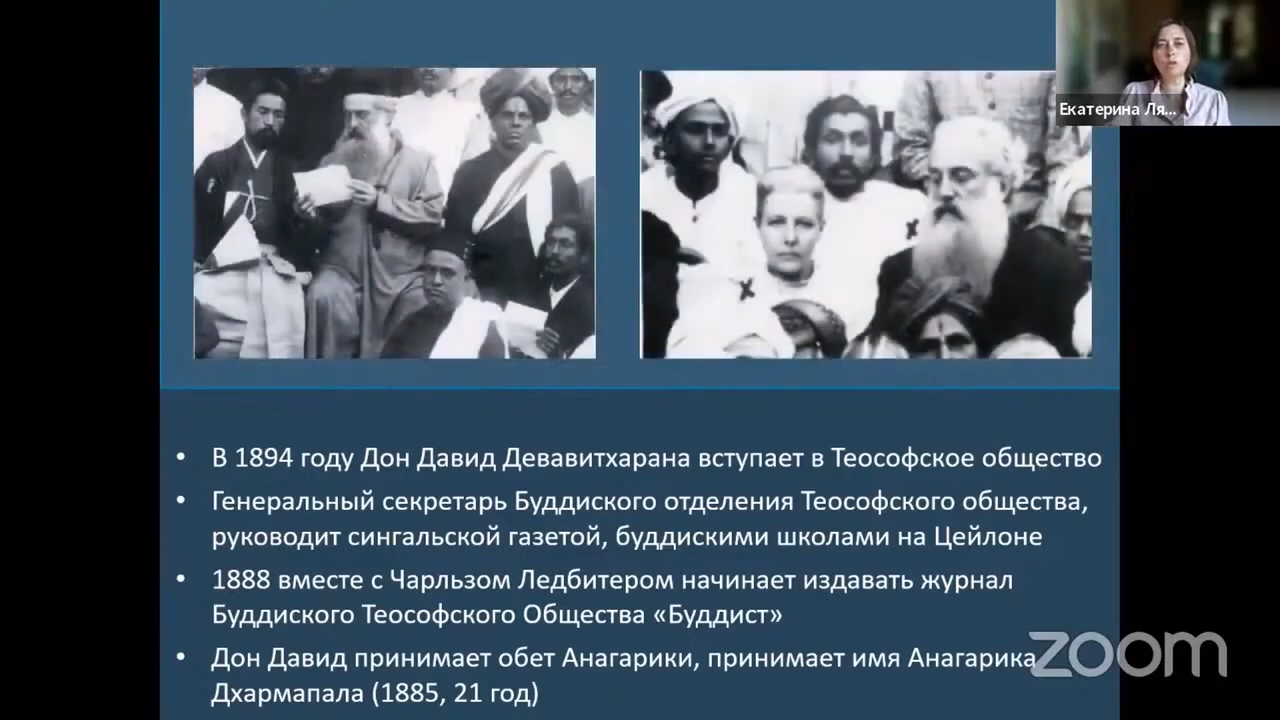 Екатерина Ля...
• В 1894 году Дон Давид Девавитхарана вступает в Теософское общество
• Генеральный секретарь Буддиского отделения Теософского общества,
руководит сингальской газетой, буддискими школами на Цейлоне
• 1888 вместе с Чарльзом Ледбитером начинает издавать журнал
Буддиского Теософского Общества «Буддист»
• Дон Давид принимает обет Анагарики, принимает имя Анагарика
Дхармапала (1885, 21 год)
zoom